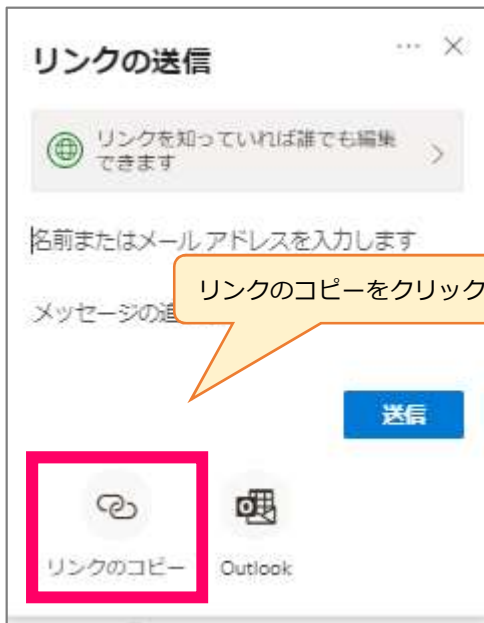 リンクの送信
リンクを知っていれば誰でも編集
できます
名前またはメール アドレスを入力します
リンクのコピーをクリック
メッセージの追
送信
リンクのコピー
Outlook